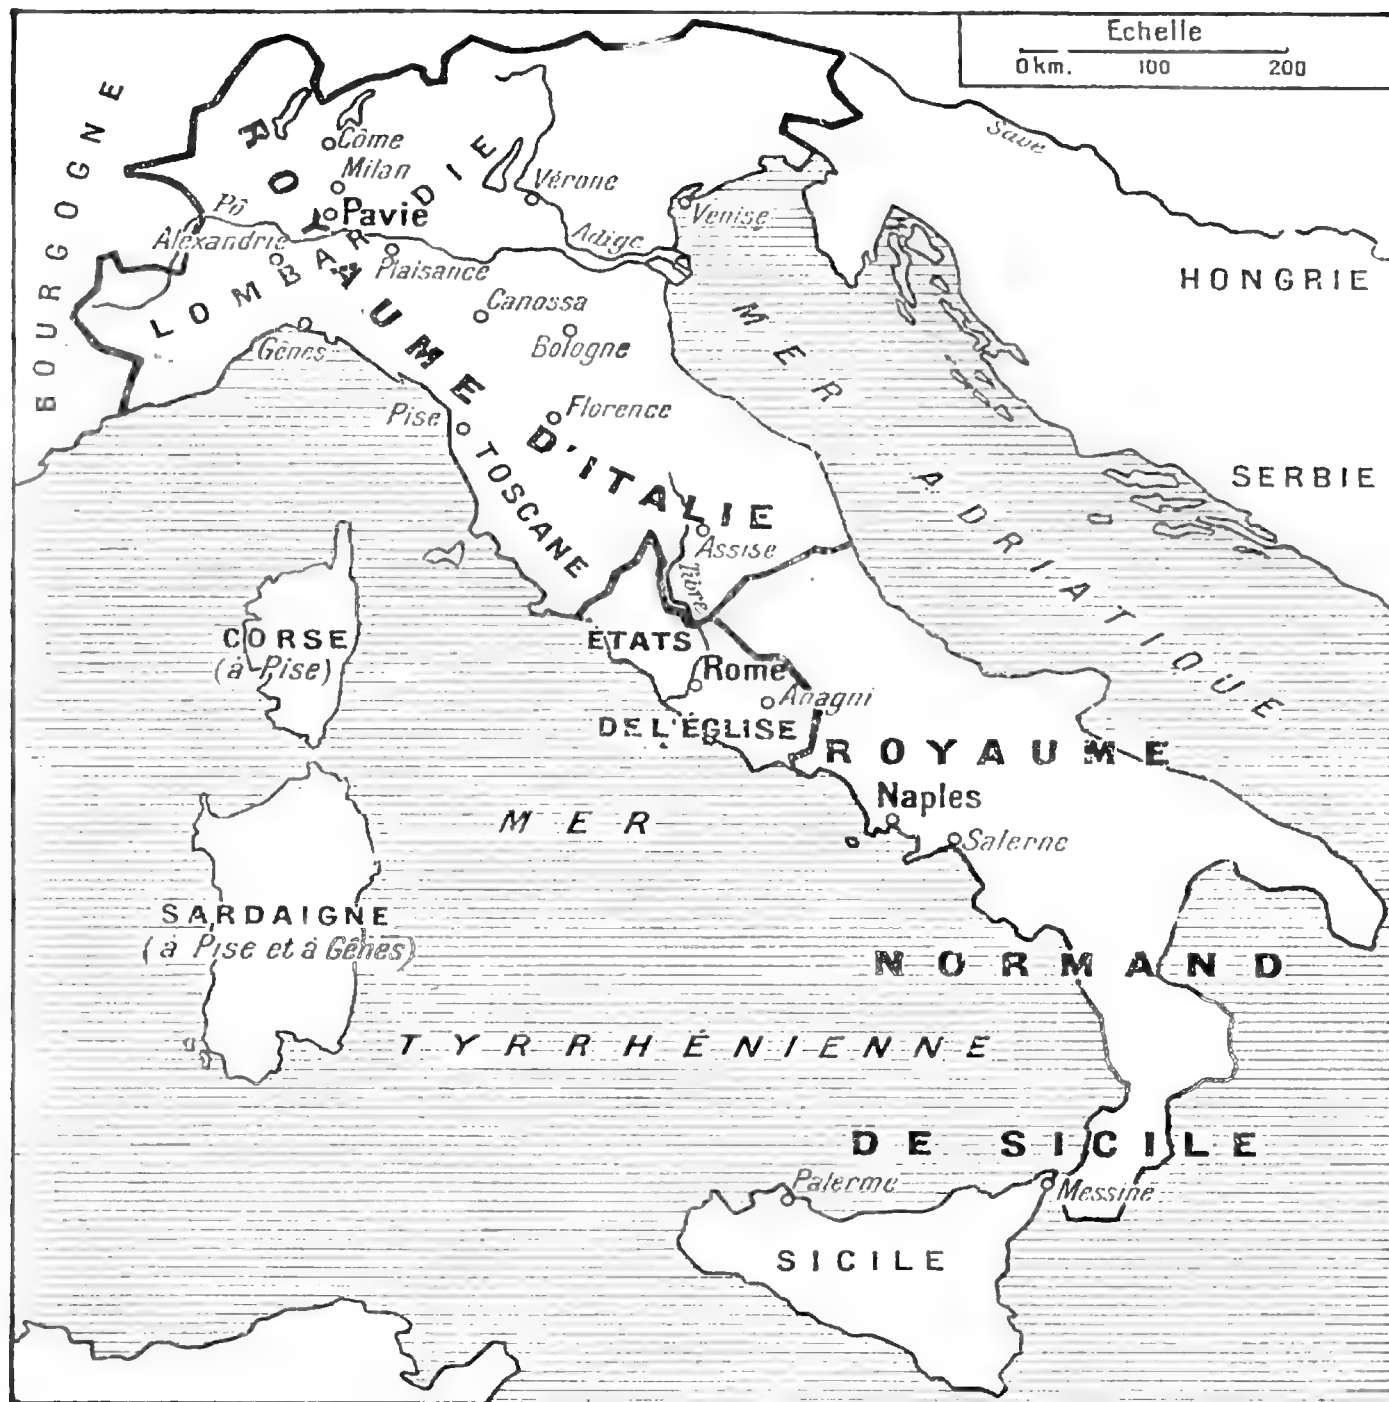 Echelle
0 km. 100 200
BOURGOGNE
HONGRIE
SERBIE
Save
ROYAUME D'ITALIE
LOMBARDIE
Côme
Milan
Pavie
Vérone
Venise
Pô
Alexandrie
Plaisance
Adige
Canossa
Bologne
Gênes
Pise
Florence
TOSCANE
Assise
Tibre
MER ADRIATIQUE
CORSE
(à Pise)
ÉTATS
Rome
Anagni
DE L'ÉGLISE
ROYAUME
Naples
Salerne
MER
SARDAIGNE
(à Pise et à Gênes)
NORMAND
TYRRHÉNIENNE
DE SICILE
Palerme
Messine
SICILE